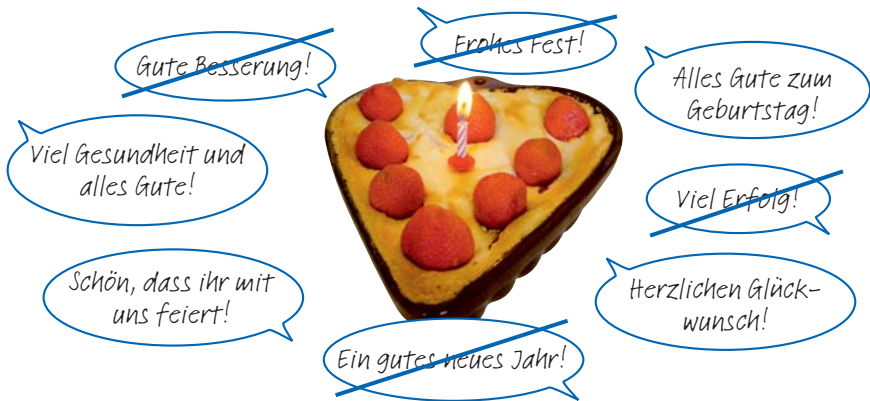 Frohes Fest!
Gute Besserung!
Alles Gute zum
Geburtstag!
Viel Gesundheit und
alles Gute!
Viel Erfolg!
Schön, dass ihr mit
uns feiert!
Herzlichen Glück-
wunsch!
Ein gutes neues Jahr!